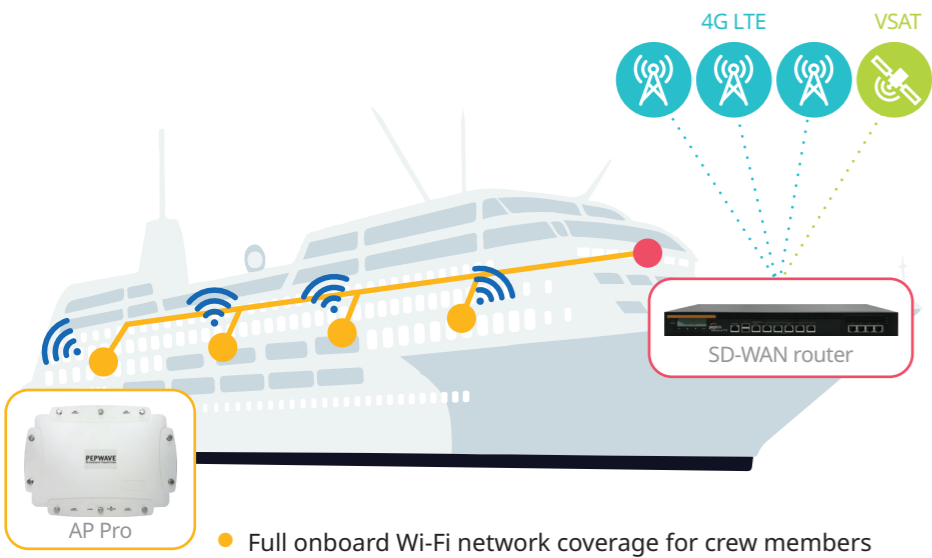 4G LTE
VSAT
SD-WAN router
PEPWAVE
AP Pro
Full onboard Wi-Fi network coverage for crew members